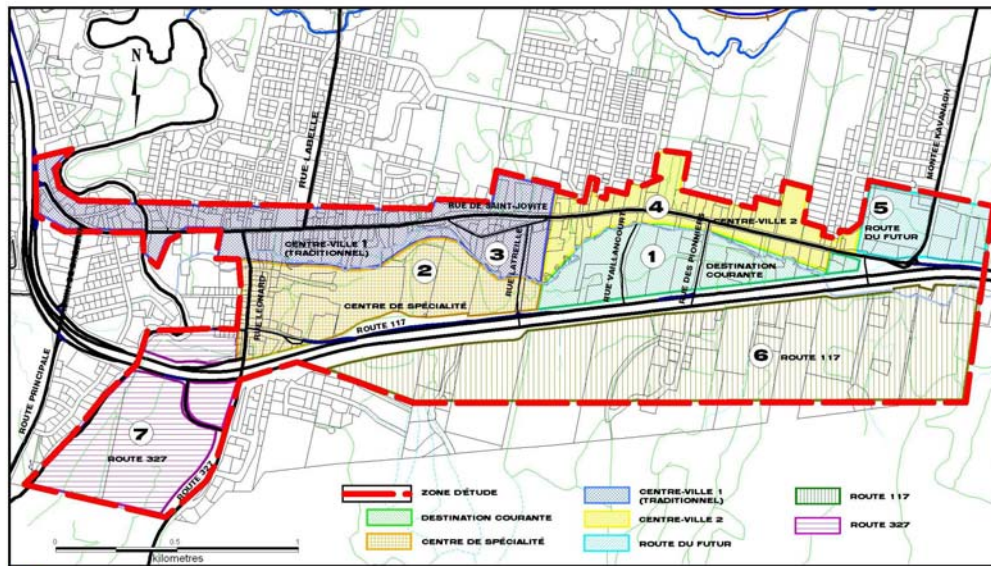 N
RUE LABELLE
MONTÉE KAVANAGH
RUE DE SAINT-JOVITE
4
CENTRE-VILLE 2
5
ROUTE
DU FUTUR
CENTRE-VILLE 1
(TRADITIONNEL)
3
RUE LATREILLE
RUE VAILLANCOURT
1
RUE DES PIONNIERS
DESTINATION
COURANTE
2
RUE LÉONARD
CENTRE DE SPÉCIALITÉ
ROUTE 117
6
ROUTE 117
ROUTE PRINCIPALE
7
ROUTE 327
ROUTE 327
ZONE D'ÉTUDE
DESTINATION COURANTE
CENTRE DE SPÉCIALITÉ
CENTRE-VILLE 1
(TRADITIONNEL)
CENTRE-VILLE 2
ROUTE DU FUTUR
ROUTE 117
ROUTE 327
0 0.5 1
kilometres